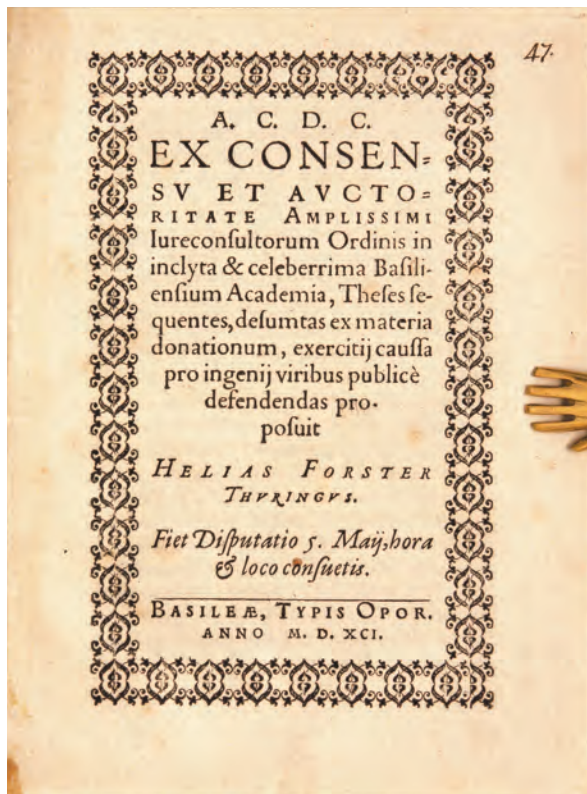 47.
A. C. D. C.
EX CONSEN=
SV ET AVCTO=
RITATE AMPLISSIMI
Iureconſultorum Ordinis in
inclyta & celeberrima Baſili-
enſium Academia, Theſes ſe-
quentes, deſumtas ex materia
donationum, exercitij cauſſa
pro ingenij viribus publicè
defendendas pro-
poſuit
HELIAS FORSTER
THVRINGVS.
Fiet Diſputatio 5. Maij, hora
& loco conſuetis.
BASILEÆ, TYPIS OPOR.
ANNO M. D. XCI.